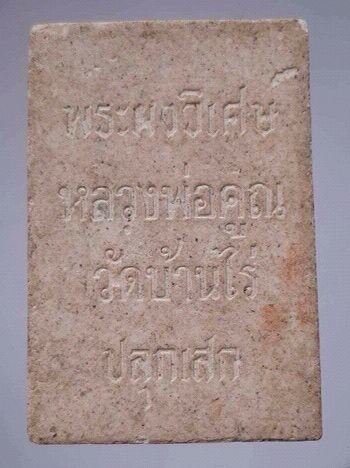 พระผงวิเศษ
หลวงพ่อคูณ
วัดบ้านไร่
ปลุกเสก